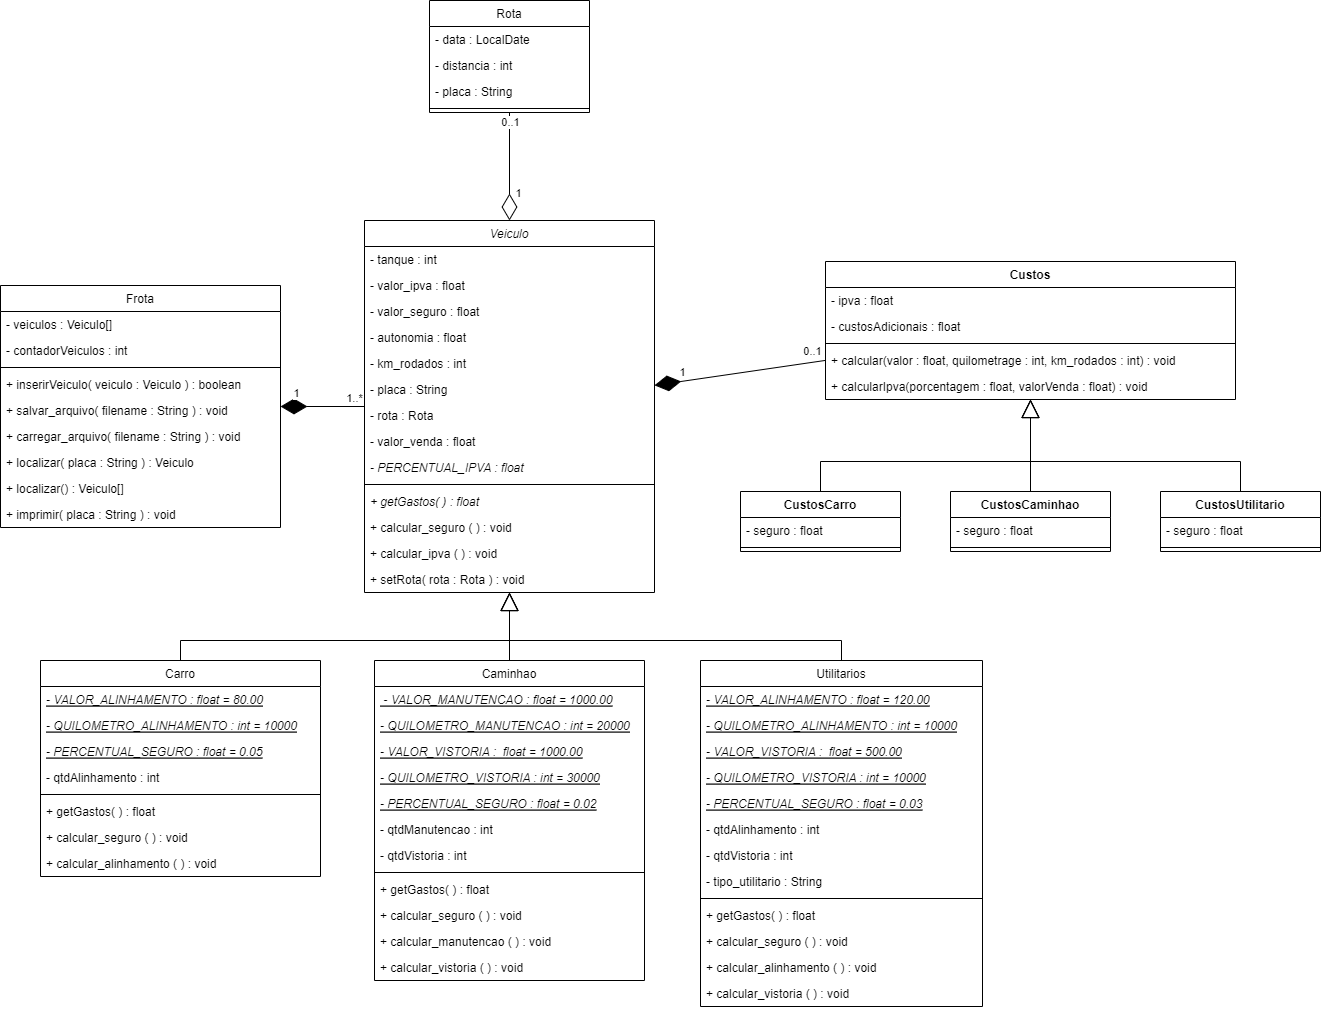 Rota
- data : LocalDate
- distancia : int
- placa : String
0..1
1
Veiculo
- tanque : int
- valor_ipva : float
- valor_seguro : float
- autonomia : float
- km_rodados : int
- placa : String
- rota : Rota
- valor_venda : float
- PERCENTUAL_IPVA : float
+ getGastos( ) : float
+ calcular_seguro ( ) : void
+ calcular_ipva ( ) : void
+ setRota( rota : Rota ) : void
Frota
- veiculos : Veiculo[]
- contadorVeiculos : int
+ inserirVeiculo( veiculo : Veiculo ) : boolean
+ salvar_arquivo( filename : String ) : void
+ carregar_arquivo( filename : String ) : void
+ localizar( placa : String ) : Veiculo
+ localizar() : Veiculo[]
+ imprimir( placa : String ) : void
1
1..*
1
0..1
Custos
- ipva : float
- custosAdicionais : float
+ calcular(valor : float, quilometrage : int, km_rodados : int) : void
+ calcularIpva(porcentagem : float, valorVenda : float) : void
CustosCarro
- seguro : float
CustosCaminhao
- seguro : float
CustosUtilitario
- seguro : float
Carro
- VALOR_ALINHAMENTO : float = 80.00
- QUILOMETRO_ALINHAMENTO : int = 10000
- PERCENTUAL_SEGURO : float = 0.05
- qtdAlinhamento : int
+ getGastos( ) : float
+ calcular_seguro ( ) : void
+ calcular_alinhamento ( ) : void
Caminhao
- VALOR_MANUTENCAO : float = 1000.00
- QUILOMETRO_MANUTENCAO : int = 20000
- VALOR_VISTORIA : float = 1000.00
- QUILOMETRO_VISTORIA : int = 30000
- PERCENTUAL_SEGURO : float = 0.02
- qtdManutencao : int
- qtdVistoria : int
+ getGastos( ) : float
+ calcular_seguro ( ) : void
+ calcular_manutencao ( ) : void
+ calcular_vistoria ( ) : void
Utilitarios
- VALOR_ALINHAMENTO : float = 120.00
- QUILOMETRO_ALINHAMENTO : int = 10000
- VALOR_VISTORIA : float = 500.00
- QUILOMETRO_VISTORIA : int = 10000
- PERCENTUAL_SEGURO : float = 0.03
- qtdAlinhamento : int
- qtdVistoria : int
- tipo_utilitario : String
+ getGastos( ) : float
+ calcular_seguro ( ) : void
+ calcular_alinhamento ( ) : void
+ calcular_vistoria ( ) : void